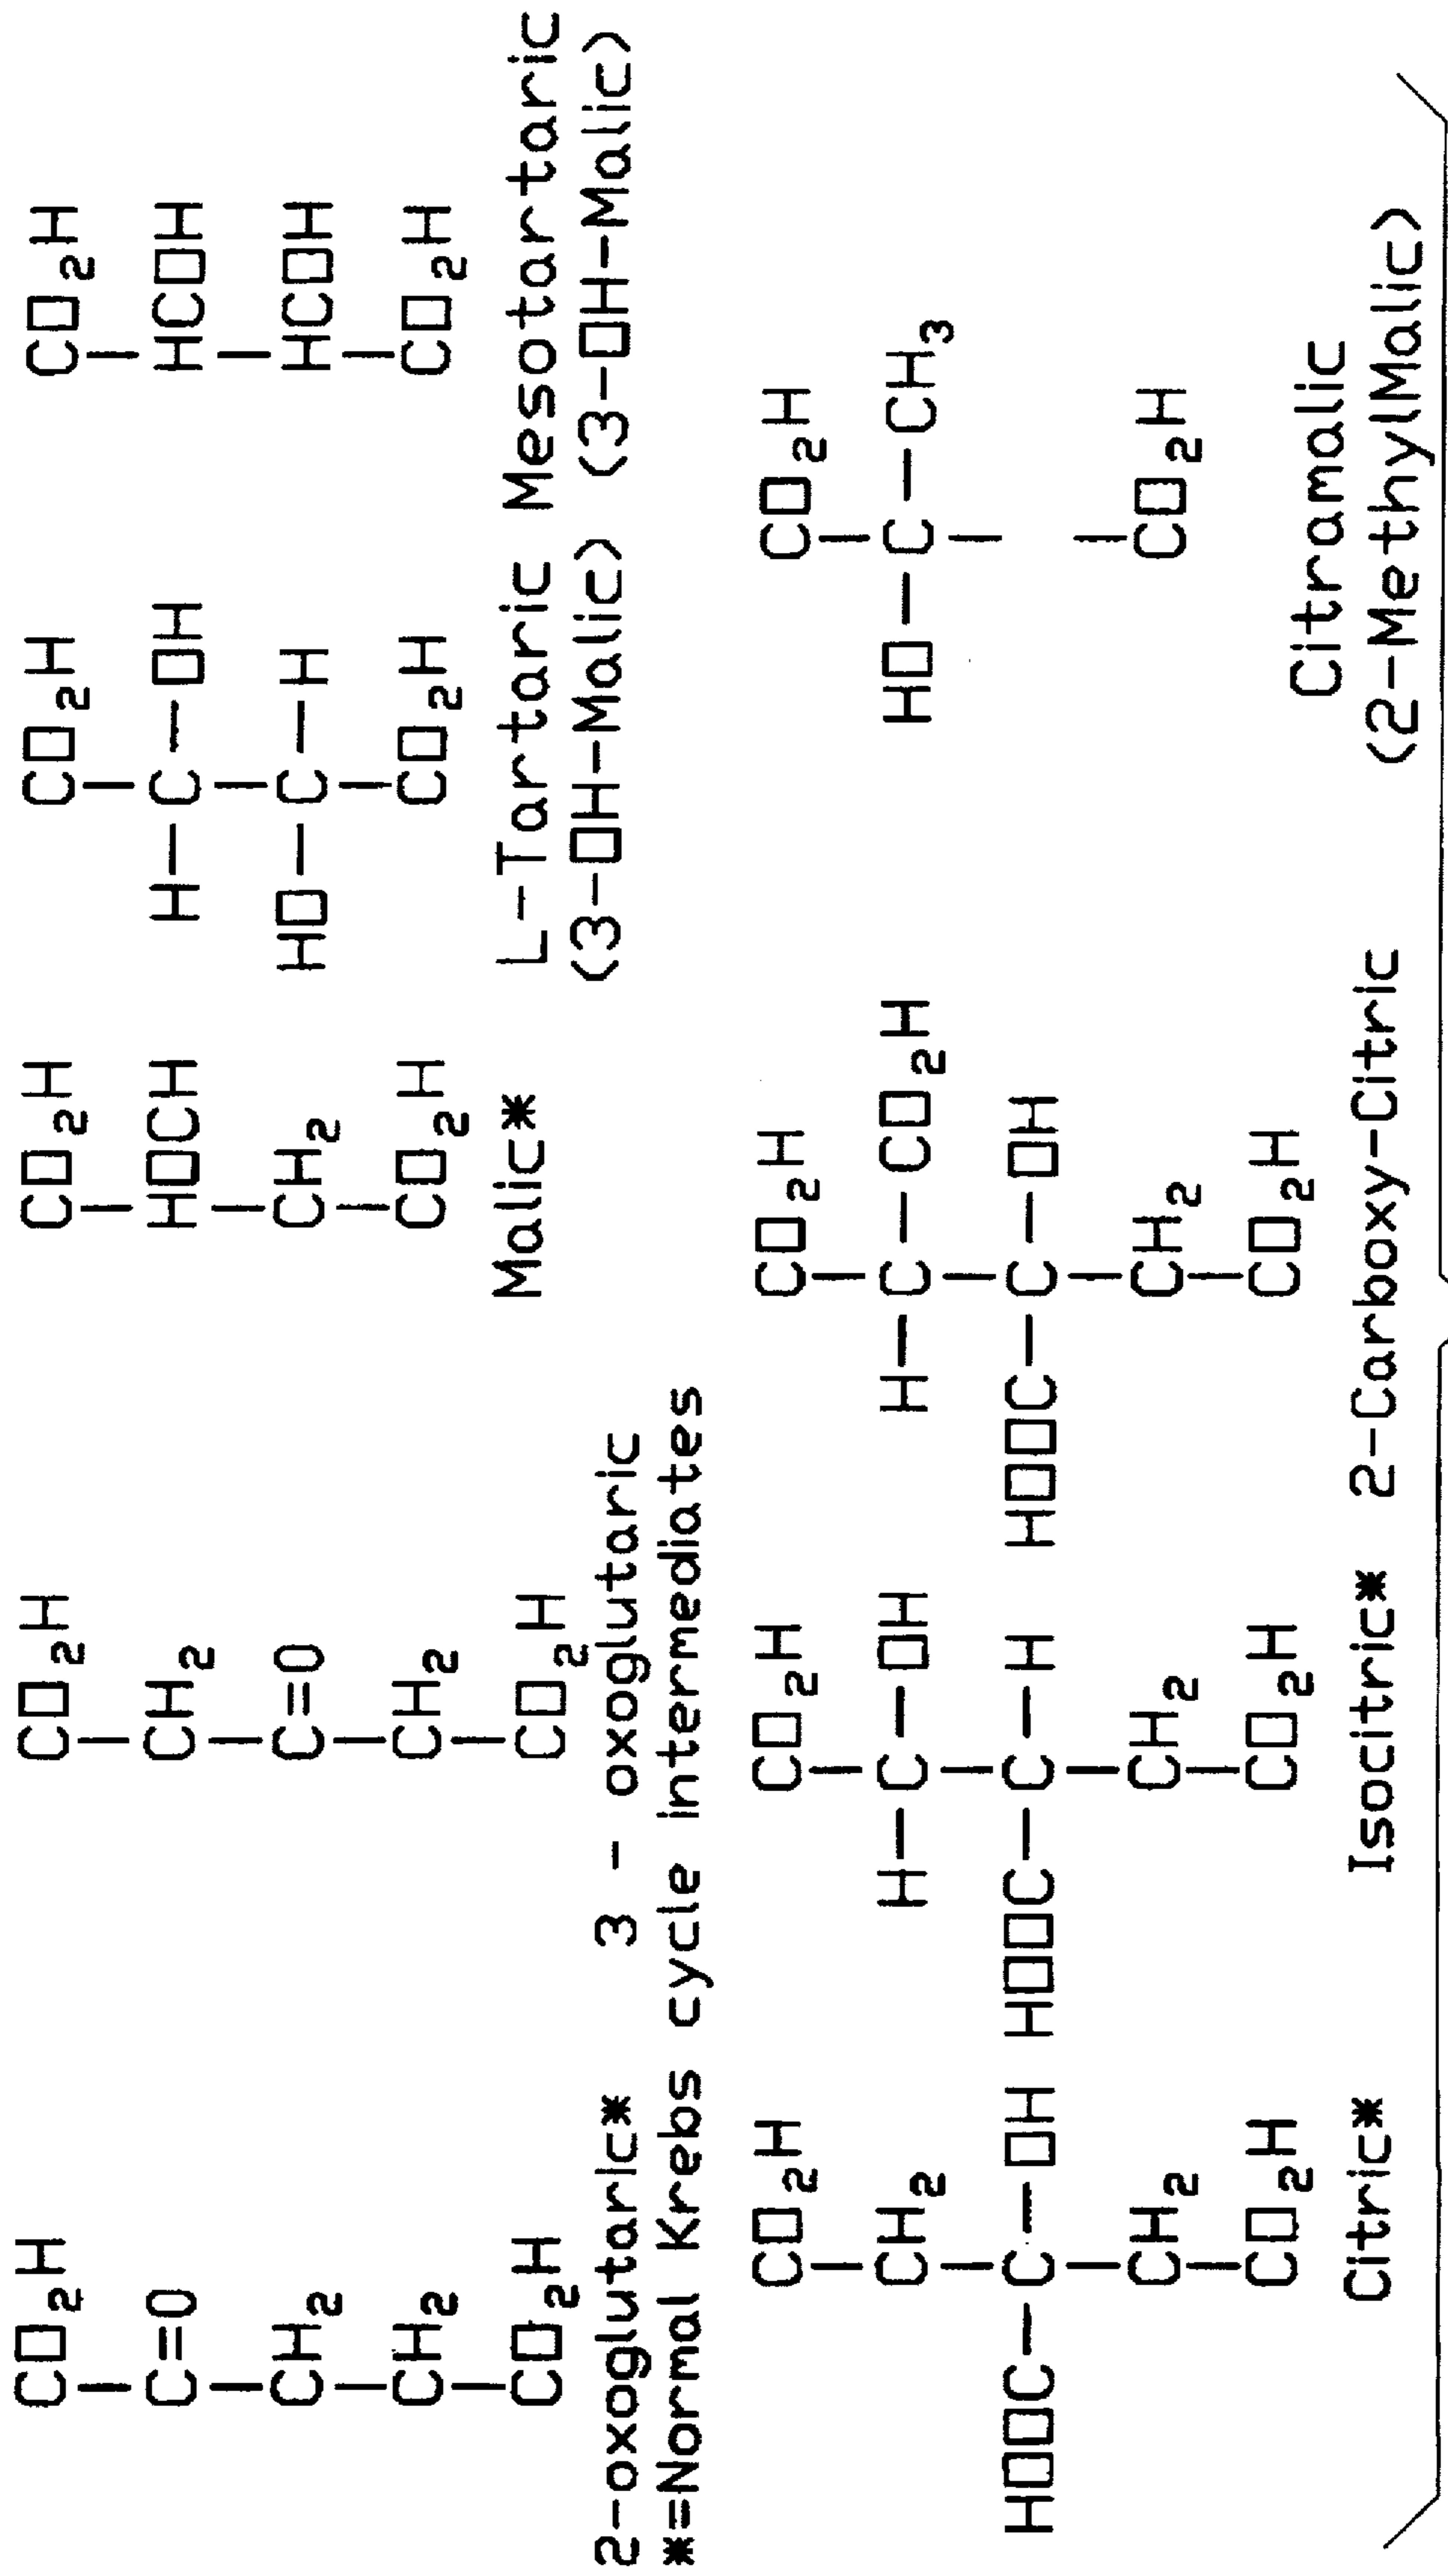 CO2H CO2H CO2H CO2H CO2H
C=O CH2 HOCH H-C-OH HCOH
CH2 C=O CH2 HO-C-H HCOH
CH2 CH2 CO2H CO2H CO2H
CO2H CO2H
Malic* L-Tartaric Mesotartaric
(3-OH-Malic) (3-OH-Malic)
2-oxoglutaric* 3 - oxoglutaric
*=Normal Krebs cycle intermediates
CO2H CO2H CO2H CO2H
CH2 H-C-OH H-C-CO2H HO-C-CH3
HOOC-C-OH HOOC-C-H HOOC-C-OH
CH2 CH2 CH2 CO2H
CO2H CO2H CO2H
Citric* Isocitric* 2-Carboxy-Citric Citramalic
(2-MethylMalic)